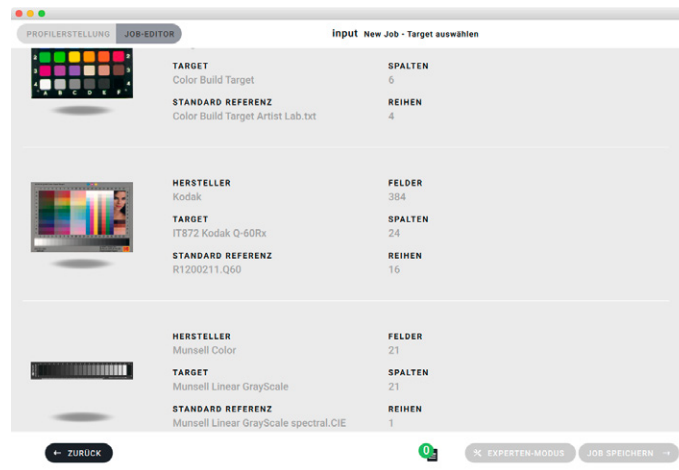 PROFILERSTELLUNG JOB-EDITOR input New Job - Target auswählen
TARGET SPALTEN
Color Build Target 6
STANDARD REFERENZ REIHEN
Color Build Target Artist Lab.txt 4
A B C D E F
HERSTELLER FELDER
Kodak 384
TARGET SPALTEN
IT872 Kodak Q-60Rx 24
STANDARD REFERENZ REIHEN
R1200211.Q60 16
HERSTELLER FELDER
Munsell Color 21
TARGET SPALTEN
Munsell Linear GrayScale 21
STANDARD REFERENZ REIHEN
Munsell Linear GrayScale spectral.CIE 1
← ZURÜCK 0 EXPERTEN-MODUS JOB SPEICHERN →